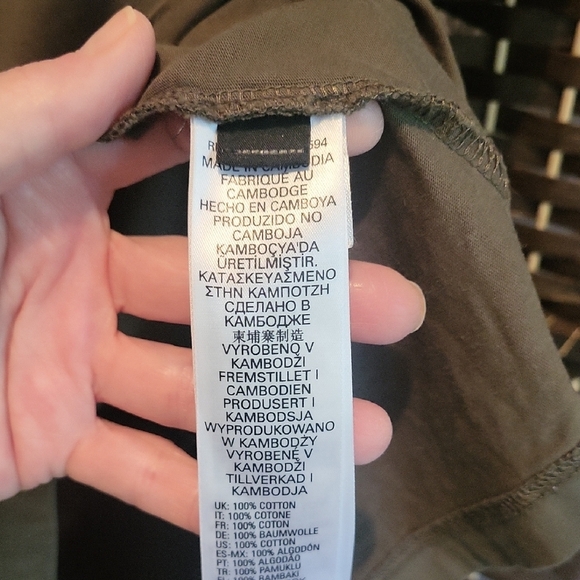 MADE IN CAMBODIA
FABRIQUE AU
CAMBODGE
HECHO EN CAMBOYA
PRODUZIDO NO
CAMBOJA
KAMBOÇYA'DA
ÜRETİLMİŞTİR.
ΚΑΤΑΣΚΕΥΑΣΜΕΝΟ
ΣΤΗΝ ΚΑΜΠΟΤΖΗ
СДЕЛАНО В
КАМБОДЖЕ
柬埔寨制造
VYROBENO V
KAMBODŽI
FREMSTILLET I
CAMBODIEN
PRODUSERT I
KAMBODSJA
WYPRODUKOWANO
W KAMBODŻY
VYROBENÉ V
KAMBODŽI
TILLVERKAD I
KAMBODJA
UK: 100% COTTON
IT: 100% COTONE
FR: 100% COTON
DE: 100% BAUMWOLLE
US: 100% COTTON
ES-MX: 100% ALGODÓN
PT: 100% ALGODÃO
TR: 100% PAMUKLU
EL: 100% BAMBAKI